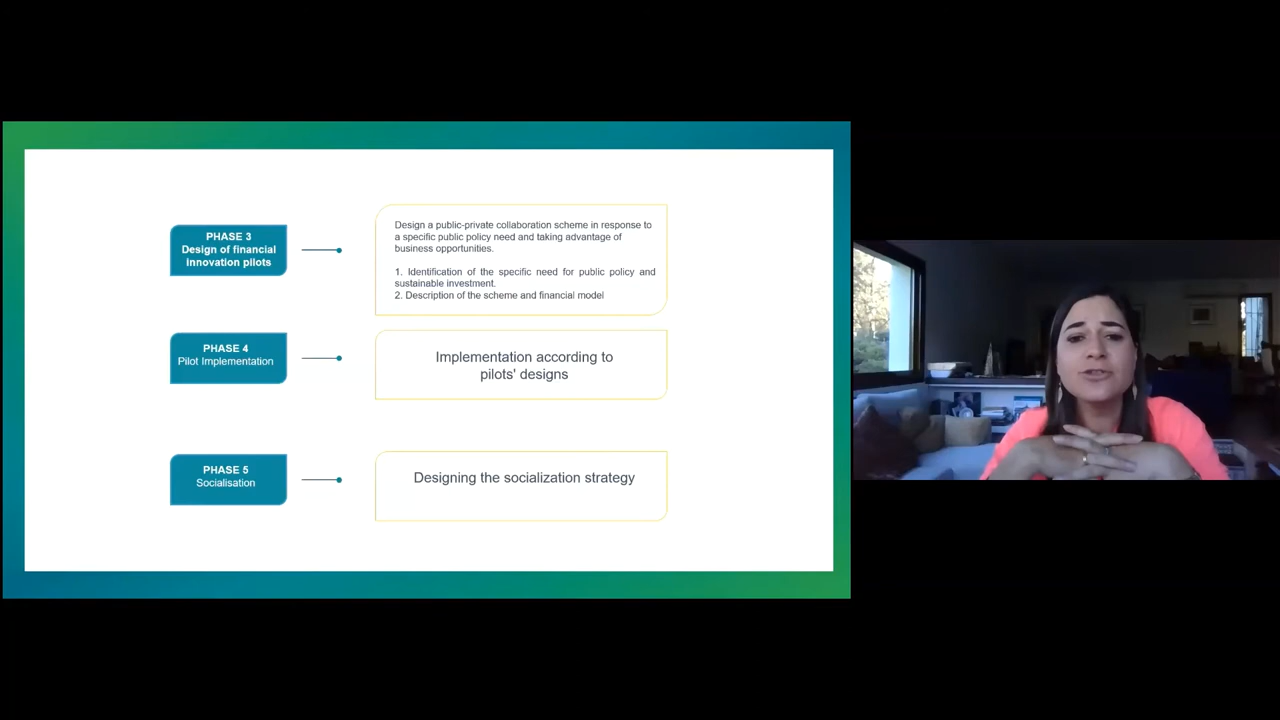 PHASE 3
Design of financial
innovation pilots
Design a public-private collaboration scheme in response to
a specific public policy need and taking advantage of
business opportunities.
1. Identification of the specific need for public policy and
sustainable investment.
2. Description of the scheme and financial model
PHASE 4
Pilot Implementation
Implementation according to
pilots' designs
PHASE 5
Socialisation
Designing the socialization strategy